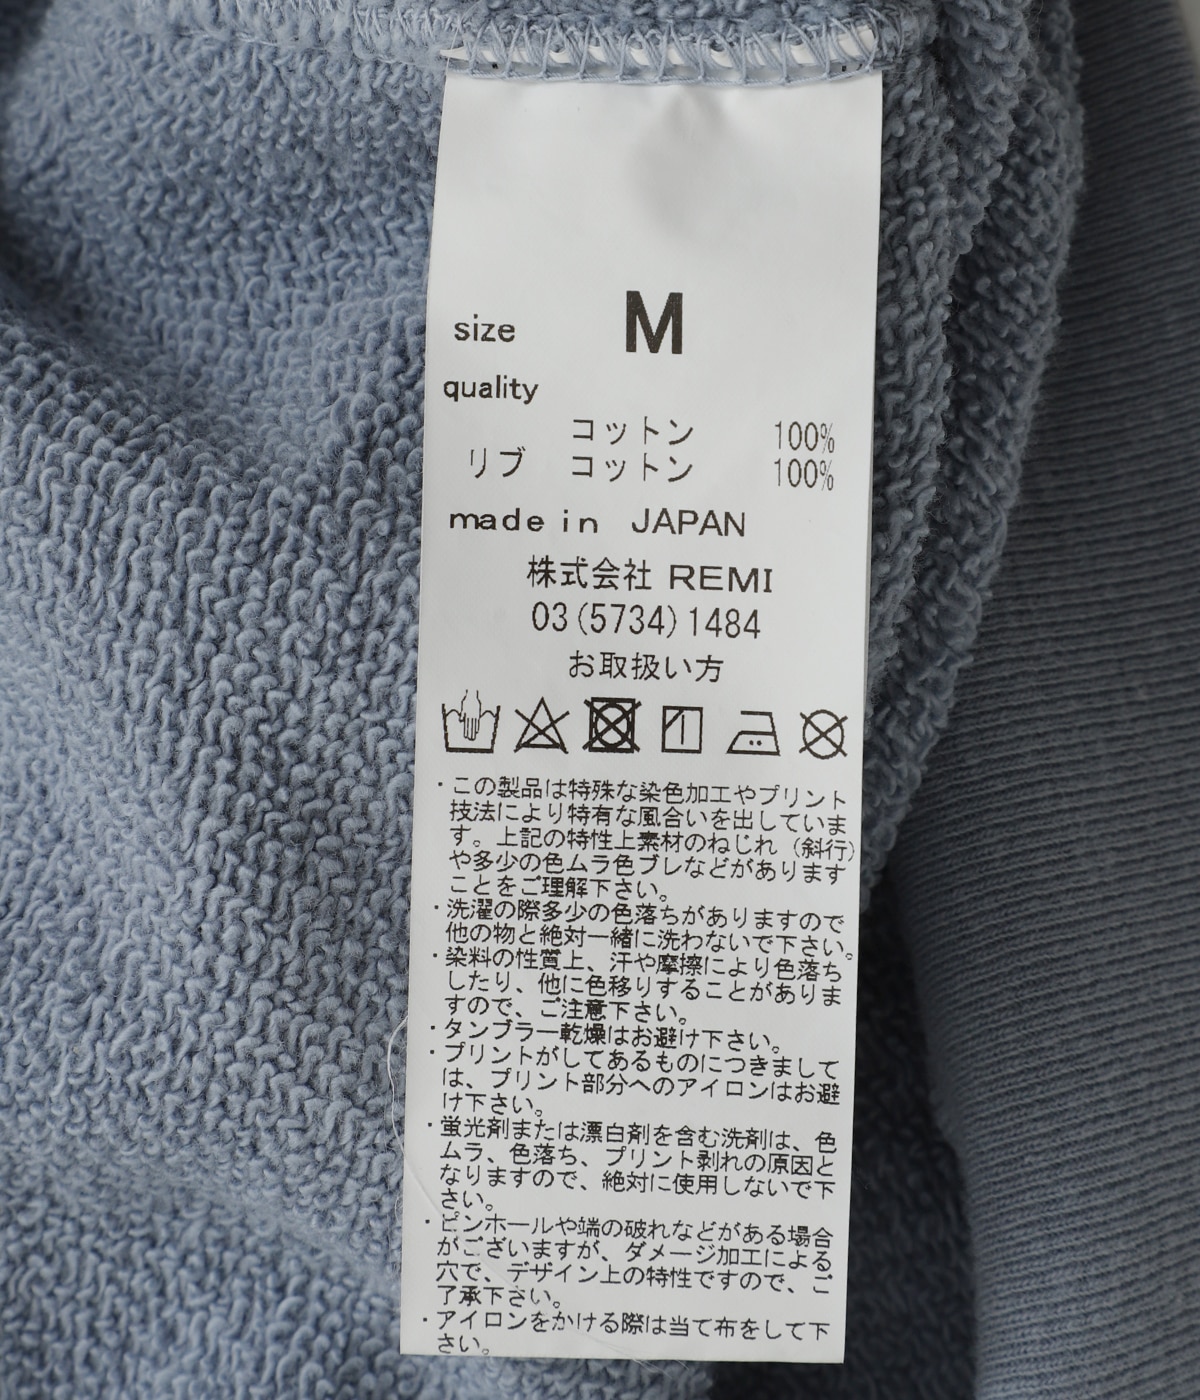 size M
quality
コットン 100%
リブ コットン 100%
made in JAPAN
株式会社 REMI
03(5734)1484
お取扱い方
・この製品は特殊な染色加工やプリント
技法により特有な風合いを出していま
す。上記の特性上素材のねじれ（斜行）
や多少の色ムラ色ブレなどがあります
ことをご理解下さい。
・洗濯の際多少の色落ちがありますので
他の物と絶対一緒に洗わないで下さい。
・染料の性質上、汗や摩擦により色落ち
したり、他に色移りすることがありま
すので、ご注意下さい。
・タンブラー乾燥はお避け下さい。
・プリントがしてあるものにつきまして
は、プリント部分へのアイロンはお避
け下さい。
・蛍光剤または漂白剤を含む洗剤は、色
ムラ、色落ち、プリント剥れの原因と
なりますので、絶対に使用しないで下
さい。
・ピンホールや端の破れなどがある場合
がございますが、ダメージ加工による
穴で、デザイン上の特性ですので、ご
了承下さい。
・アイロンをかける際は当て布をして下
さい。